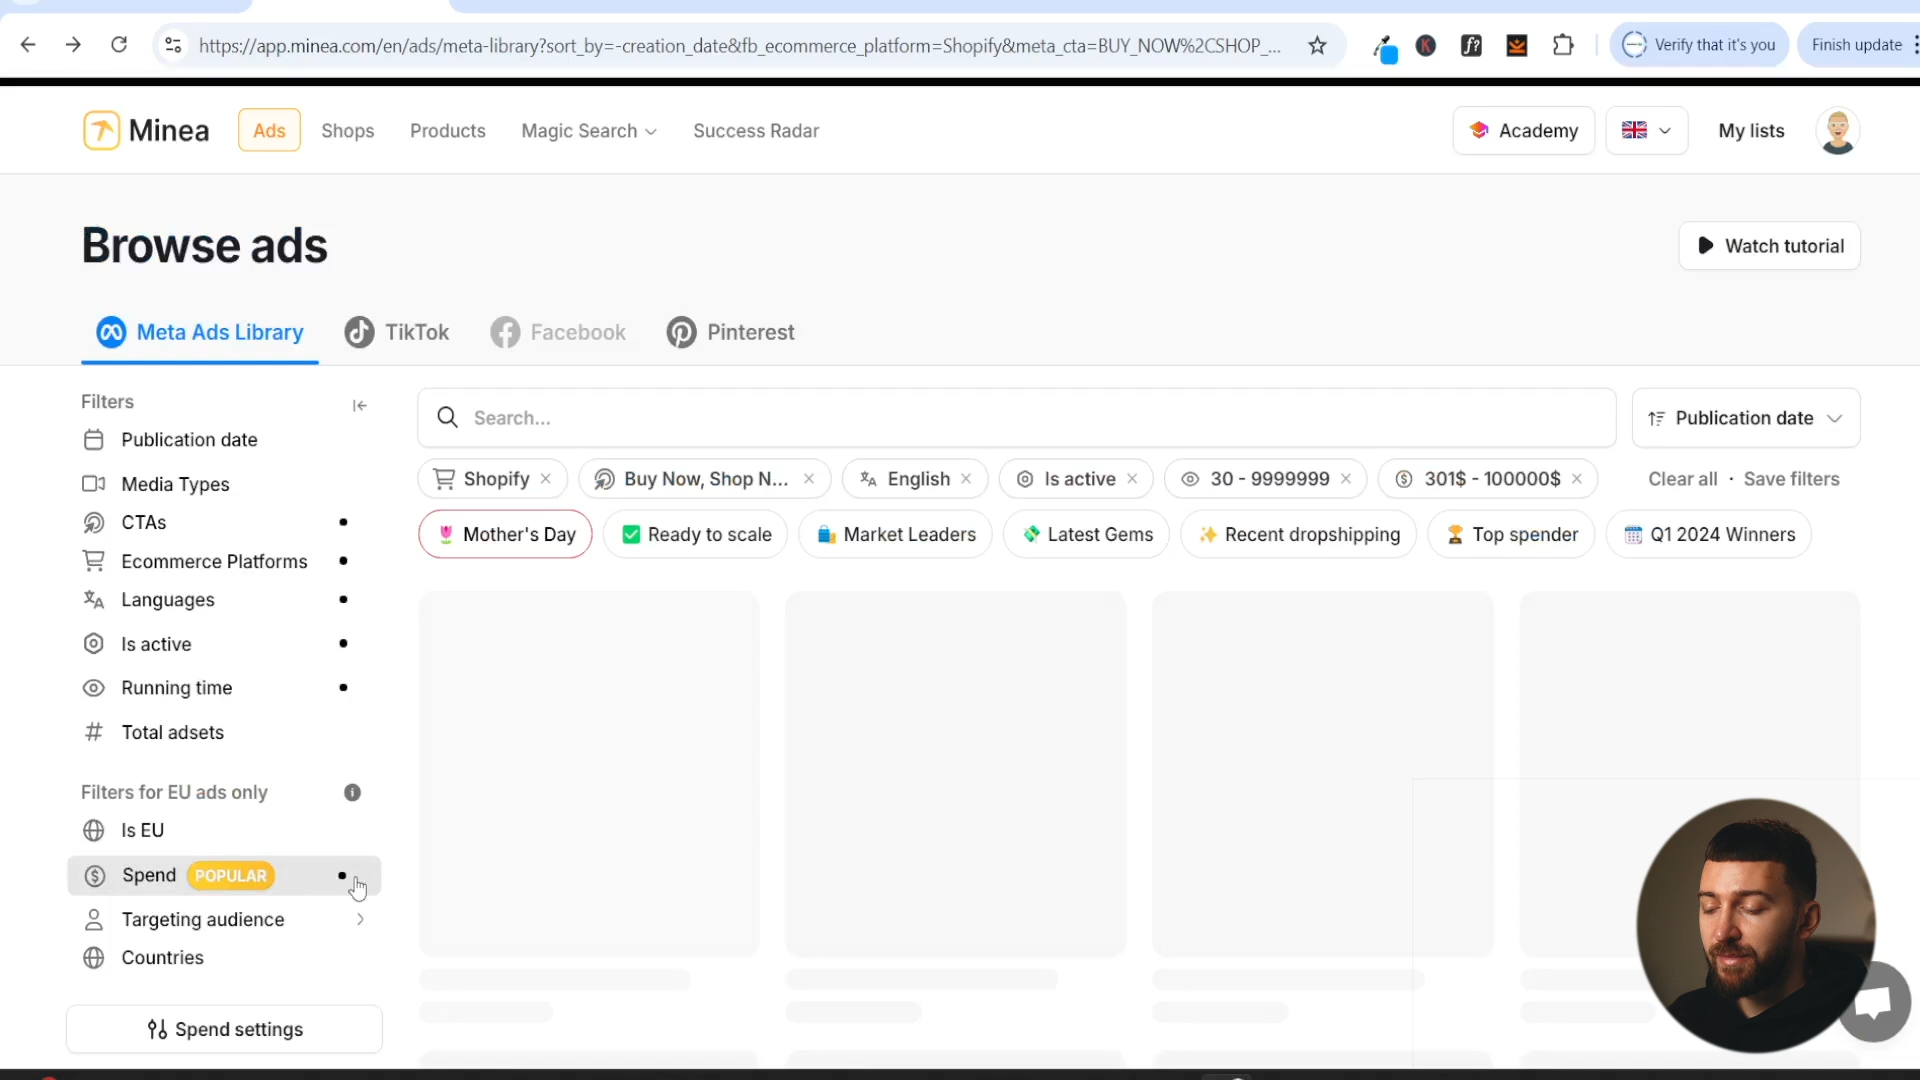 https://app.minea.com/en/ads/meta-library?sort_by=-creation_date&fb_ecommerce_platform=Shopify&meta_cta=BUY_NOW%2CSHOP_...
Verify that it's you
Finish update
Minea
Ads
Shops
Products
Magic Search
Success Radar
Academy
My lists
Browse ads
Watch tutorial
Meta Ads Library
TikTok
Facebook
Pinterest
Filters
Publication date
Media Types
CTAs
Ecommerce Platforms
Languages
Is active
Running time
Total adsets
Filters for EU ads only
Is EU
Spend POPULAR
Targeting audience
Countries
Spend settings
Search...
Publication date
Shopify
Buy Now, Shop N...
English
Is active
30 - 9999999
301$ - 100000$
Clear all · Save filters
Mother's Day
Ready to scale
Market Leaders
Latest Gems
Recent dropshipping
Top spender
Q1 2024 Winners